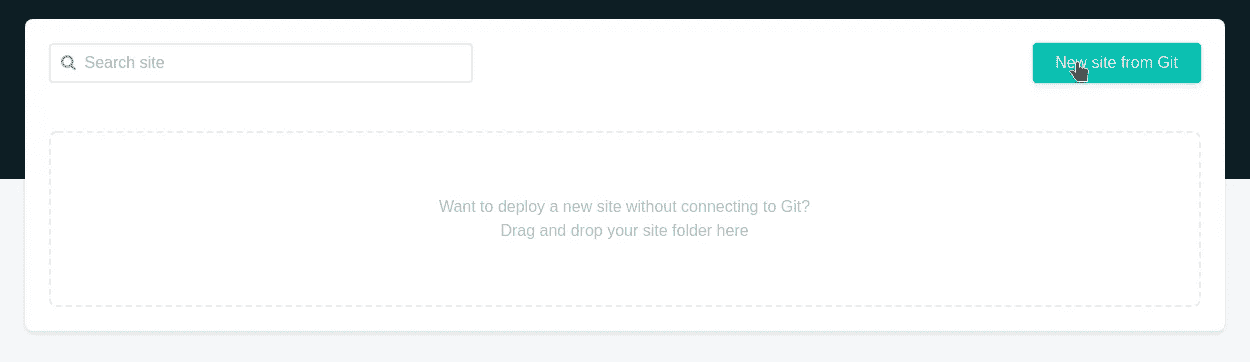 Search site
New site from Git
Want to deploy a new site without connecting to Git?
Drag and drop your site folder here